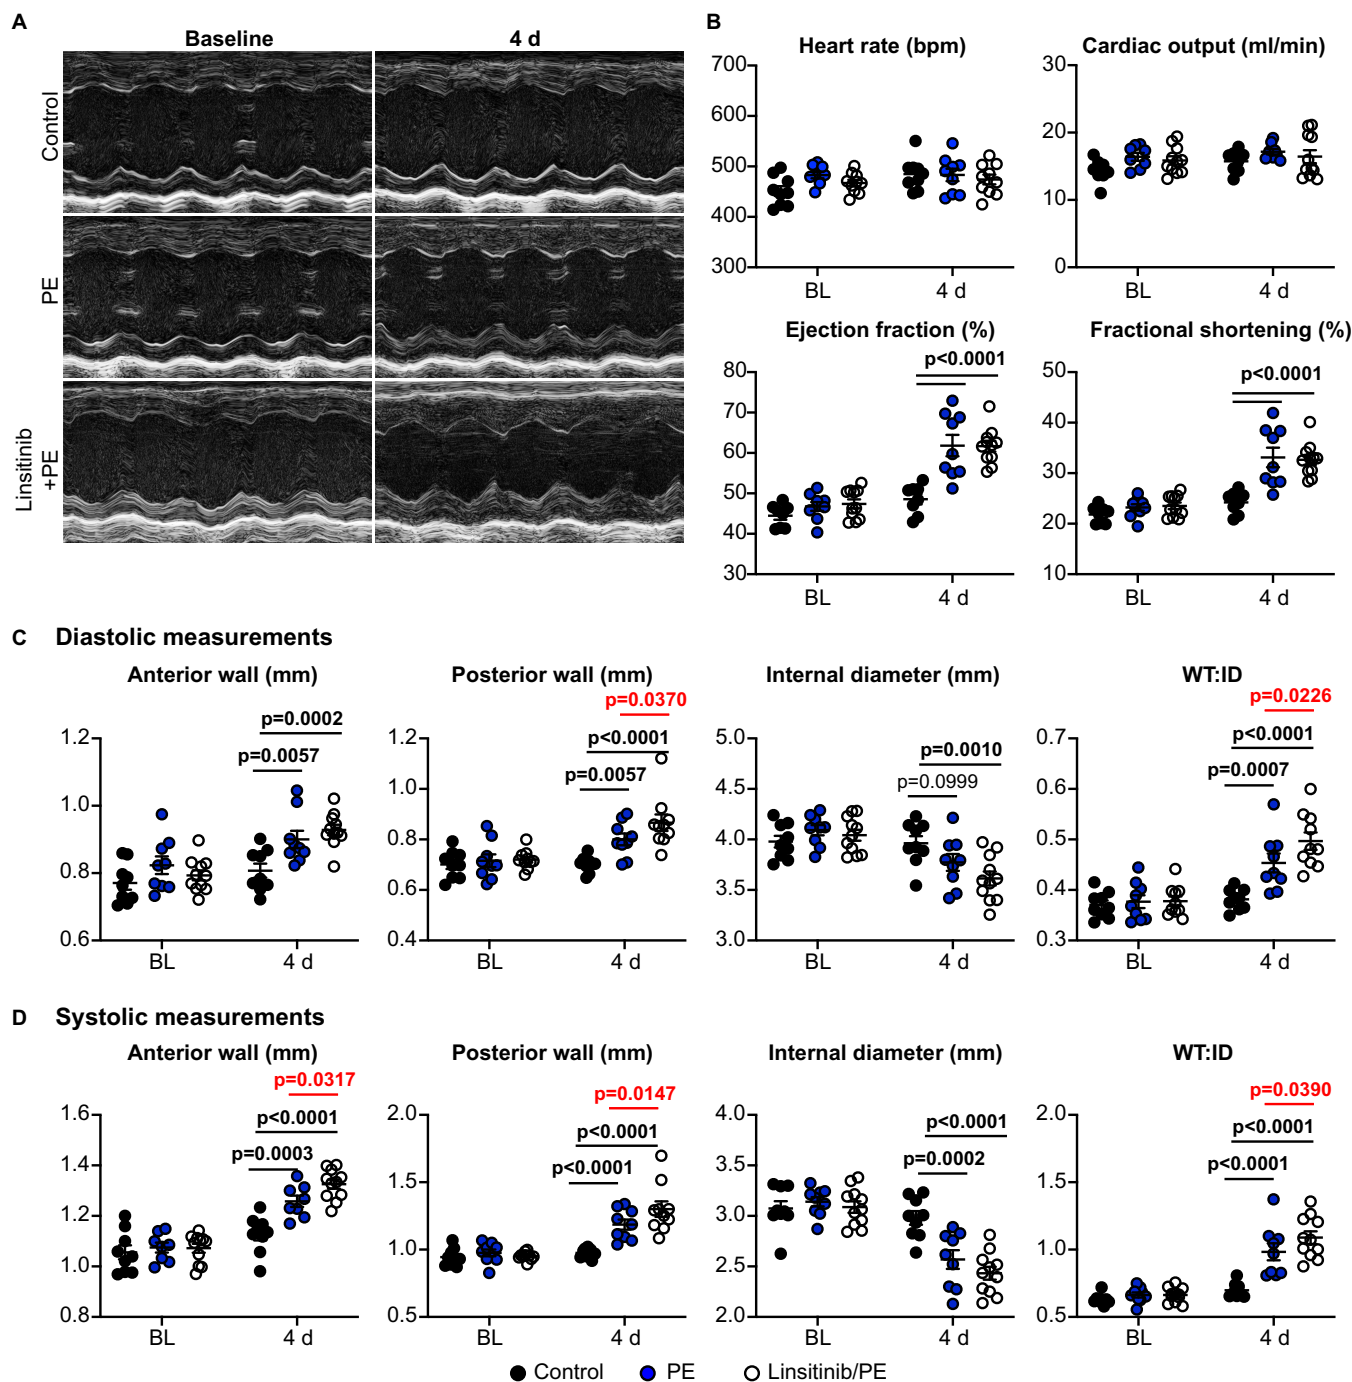 A
Baseline
4 d
Control
PE
Linsitinib
+PE
B
Heart rate (bpm)
700
600
500
400
300
BL
4 d
Cardiac output (ml/min)
30
20
10
0
BL
4 d
Ejection fraction (%)
p<0.0001
80
70
60
50
40
30
BL
4 d
Fractional shortening (%)
p<0.0001
50
40
30
20
10
BL
4 d
C Diastolic measurements
Anterior wall (mm)
p=0.0002
p=0.0057
1.2
1.0
0.8
0.6
BL
4 d
Posterior wall (mm)
p=0.0370
p<0.0001
p=0.0057
1.2
1.0
0.8
0.6
0.4
BL
4 d
Internal diameter (mm)
p=0.0010
p=0.0999
5.0
4.5
4.0
3.5
3.0
BL
4 d
WT:ID
p=0.0226
p<0.0001
p=0.0007
0.7
0.6
0.5
0.4
0.3
BL
4 d
D Systolic measurements
Anterior wall (mm)
p=0.0317
p<0.0001
p=0.0003
1.6
1.4
1.2
1.0
0.8
BL
4 d
Posterior wall (mm)
p=0.0147
p<0.0001
p<0.0001
2.0
1.5
1.0
0.5
BL
4 d
Internal diameter (mm)
p<0.0001
p=0.0002
4.0
3.5
3.0
2.5
2.0
BL
4 d
WT:ID
p=0.0390
p<0.0001
p<0.0001
2.0
1.5
1.0
0.5
BL
4 d
Control
PE
Linsitinib/PE